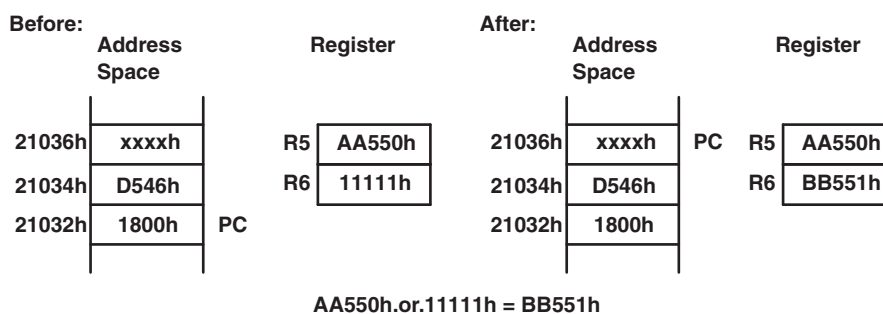 Before:
Address Space
Register
21036h xxxxh
21034h D546h
21032h 1800h PC
R5 AA550h
R6 11111h
After:
Address Space
Register
21036h xxxxh PC
21034h D546h
21032h 1800h
R5 AA550h
R6 BB551h
AA550h.or.11111h = BB551h